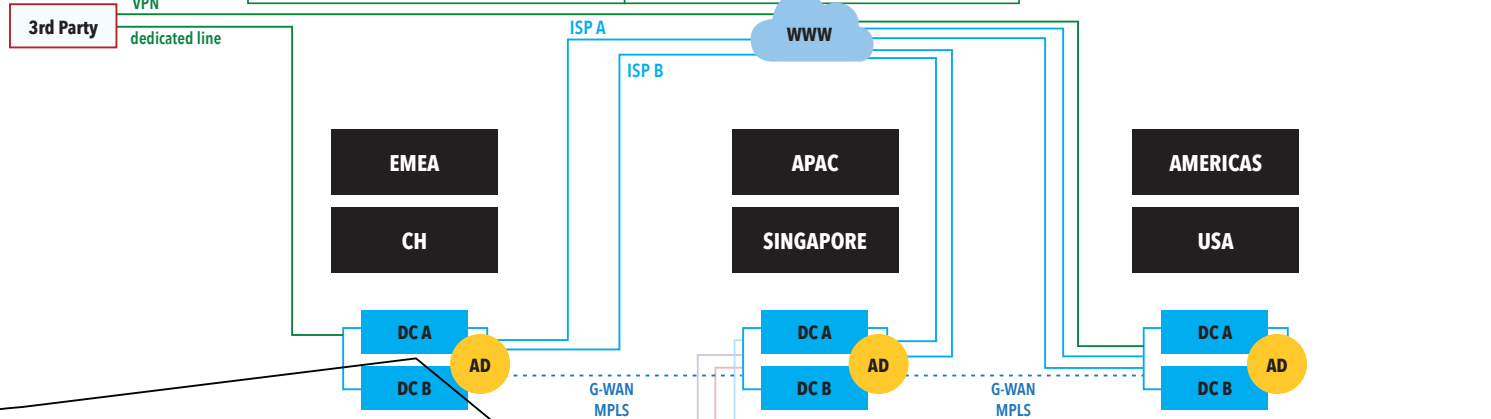 VPN
3rd Party
dedicated line
ISP A
WWW
ISP B
EMEA
APAC
AMERICAS
CH
SINGAPORE
USA
DC A
DC A
DC A
AD
AD
AD
DC B
DC B
DC B
G-WAN
MPLS
G-WAN
MPLS